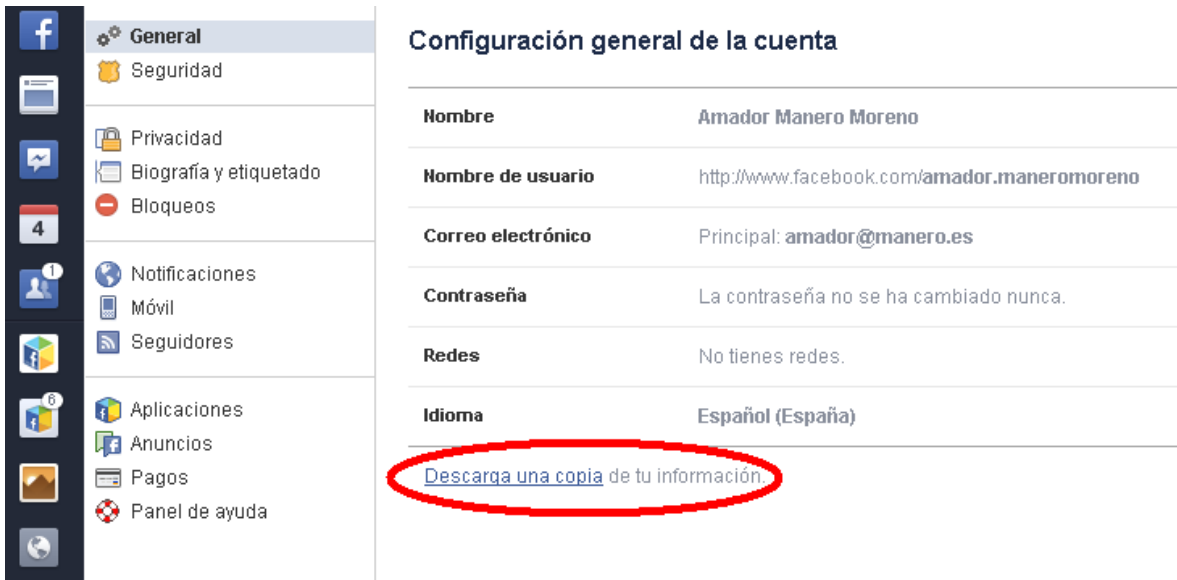 General
Seguridad
Privacidad
Biografía y etiquetado
Bloqueos
4
1
Notificaciones
Móvil
Seguidores
6
Aplicaciones
Anuncios
Pagos
Panel de ayuda
Configuración general de la cuenta
Nombre Amador Manero Moreno
Nombre de usuario http://www.facebook.com/amador.maneromoreno
Correo electrónico Principal: amador@manero.es
Contraseña La contraseña no se ha cambiado nunca.
Redes No tienes redes.
Idioma Español (España)
Descarga una copia de tu información.